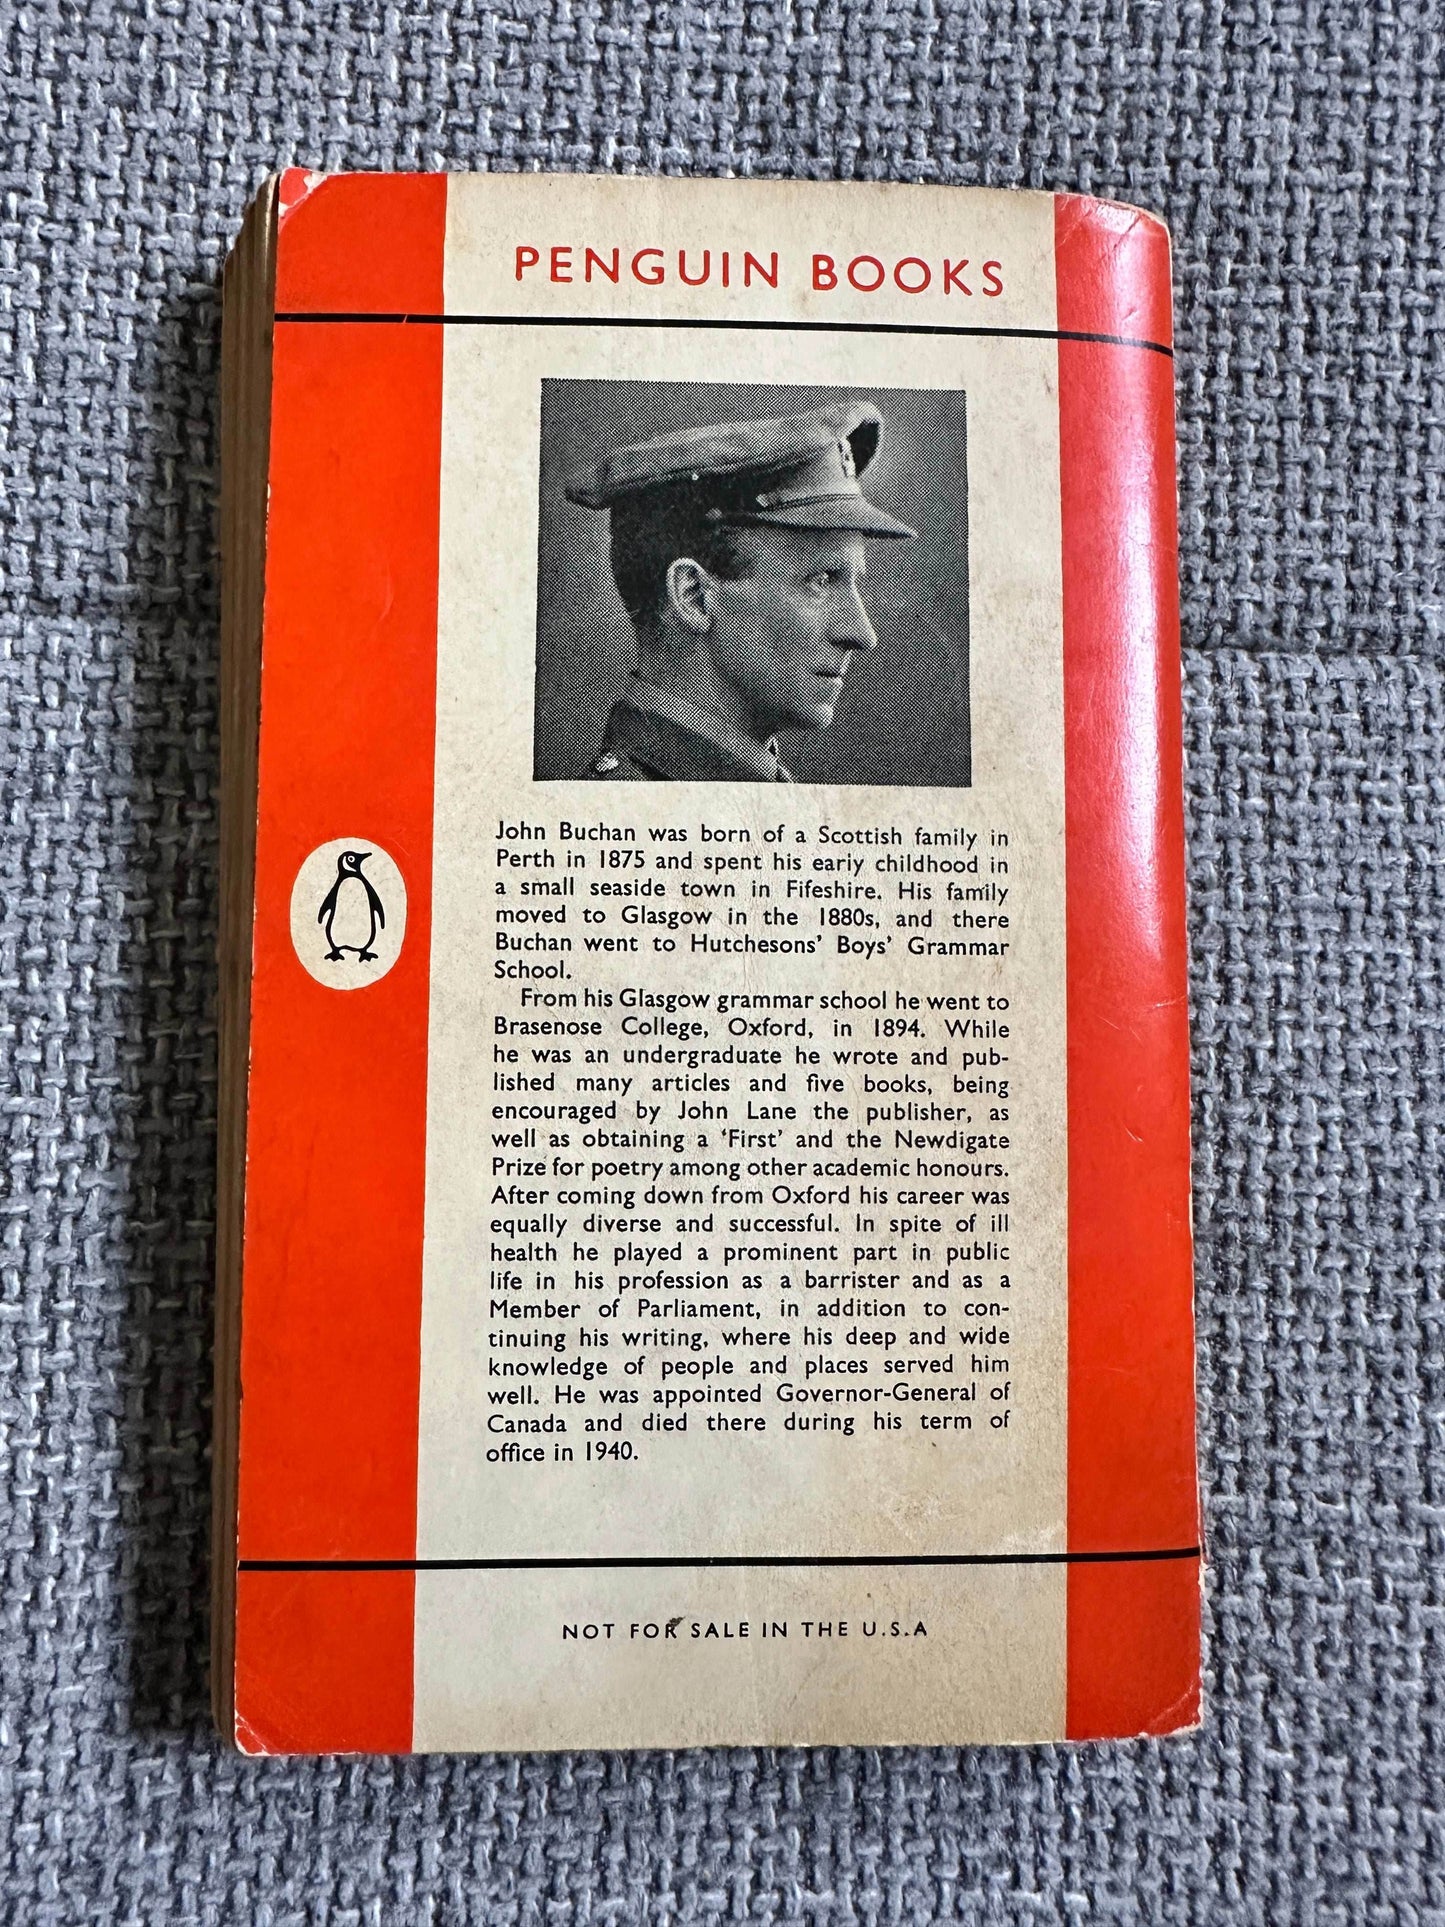 PENGUIN BOOKS
John Buchan was born of a Scottish family in
Perth in 1875 and spent his early childhood in
a small seaside town in Fifeshire. His family
moved to Glasgow in the 1880s, and there
Buchan went to Hutchesons' Boys' Grammar
School.
From his Glasgow grammar school he went to
Brasenose College, Oxford, in 1894. While
he was an undergraduate he wrote and pub-
lished many articles and five books, being
encouraged by John Lane the publisher, as
well as obtaining a 'First' and the Newdigate
Prize for poetry among other academic honours.
After coming down from Oxford his career was
equally diverse and successful. In spite of ill
health he played a prominent part in public
life in his profession as a barrister and as a
Member of Parliament, in addition to con-
tinuing his writing, where his deep and wide
knowledge of people and places served him
well. He was appointed Governor-General of
Canada and died there during his term of
office in 1940.
NOT FOR SALE IN THE U.S.A